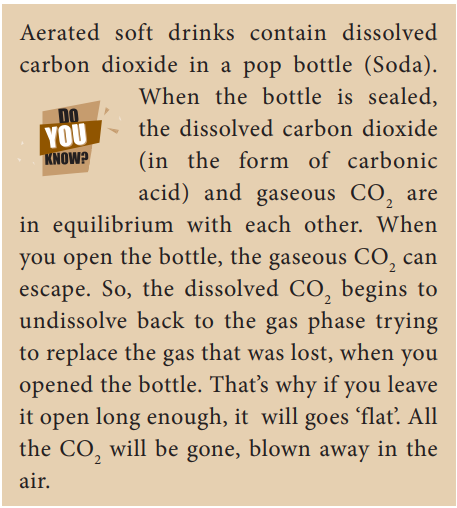 Aerated soft drinks contain dissolved
carbon dioxide in a pop bottle (Soda).
DO
YOU
KNOW?
When the bottle is sealed,
the dissolved carbon dioxide
(in the form of carbonic
acid) and gaseous CO₂ are
in equilibrium with each other. When
you open the bottle, the gaseous CO₂ can
escape. So, the dissolved CO₂ begins to
undissolve back to the gas phase trying
to replace the gas that was lost, when you
opened the bottle. That’s why if you leave
it open long enough, it will goes ‘flat’. All
the CO₂ will be gone, blown away in the
air.